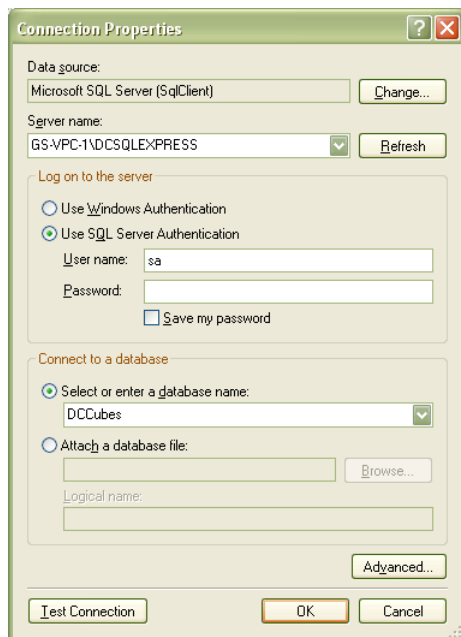 Connection Properties
Data source:
Microsoft SQL Server (SqlClient)
Change...
Server name:
GS-VPC-1\DCSQLEXPRESS
Refresh
Log on to the server
Use Windows Authentication
Use SQL Server Authentication
User name:
sa
Password:
Save my password
Connect to a database
Select or enter a database name:
DCCubes
Attach a database file:
Browse...
Logical name:
Advanced...
Test Connection
OK
Cancel